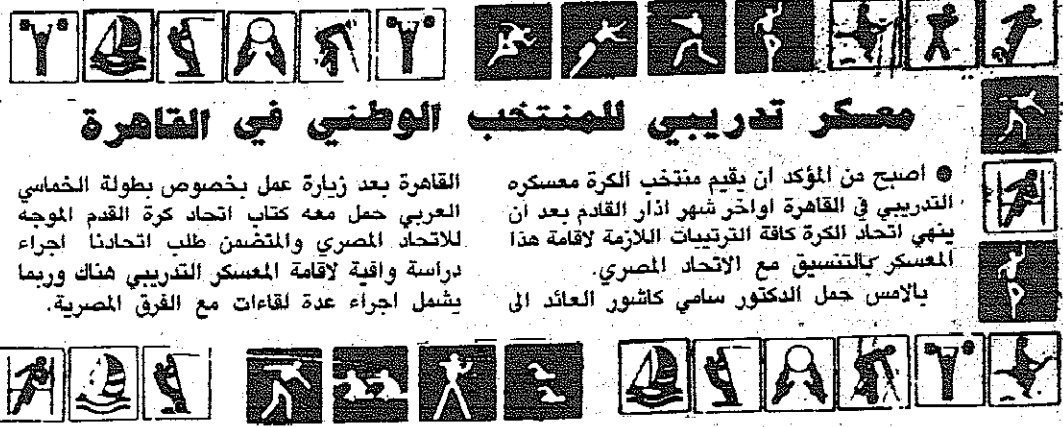 معسكر تدريبي للمنتخب الوطني في القاهرة
● اصبح من المؤكد ان يقيم منتخب الكرة معسكره
التدريبي في القاهرة اواخر شهر اذار القادم بعد ان
ينهي اتحاد الكرة كافة الترتيبات اللازمة لاقامة هذا
المعسكر بالتنسيق مع الاتحاد المصري.
بالامس حمل الدكتور سامي كاشور العائد الى
القاهرة بعد زيارة عمل بخصوص بطولة الخماسي
العربي حمل معه كتاب اتحاد كرة القدم الموجه
للاتحاد المصري والمتضمن طلب اتحادنا اجراء
دراسة وافية لاقامة المعسكر التدريبي هناك وربما
يشمل اجراء عدة لقاءات مع الفرق المصرية.